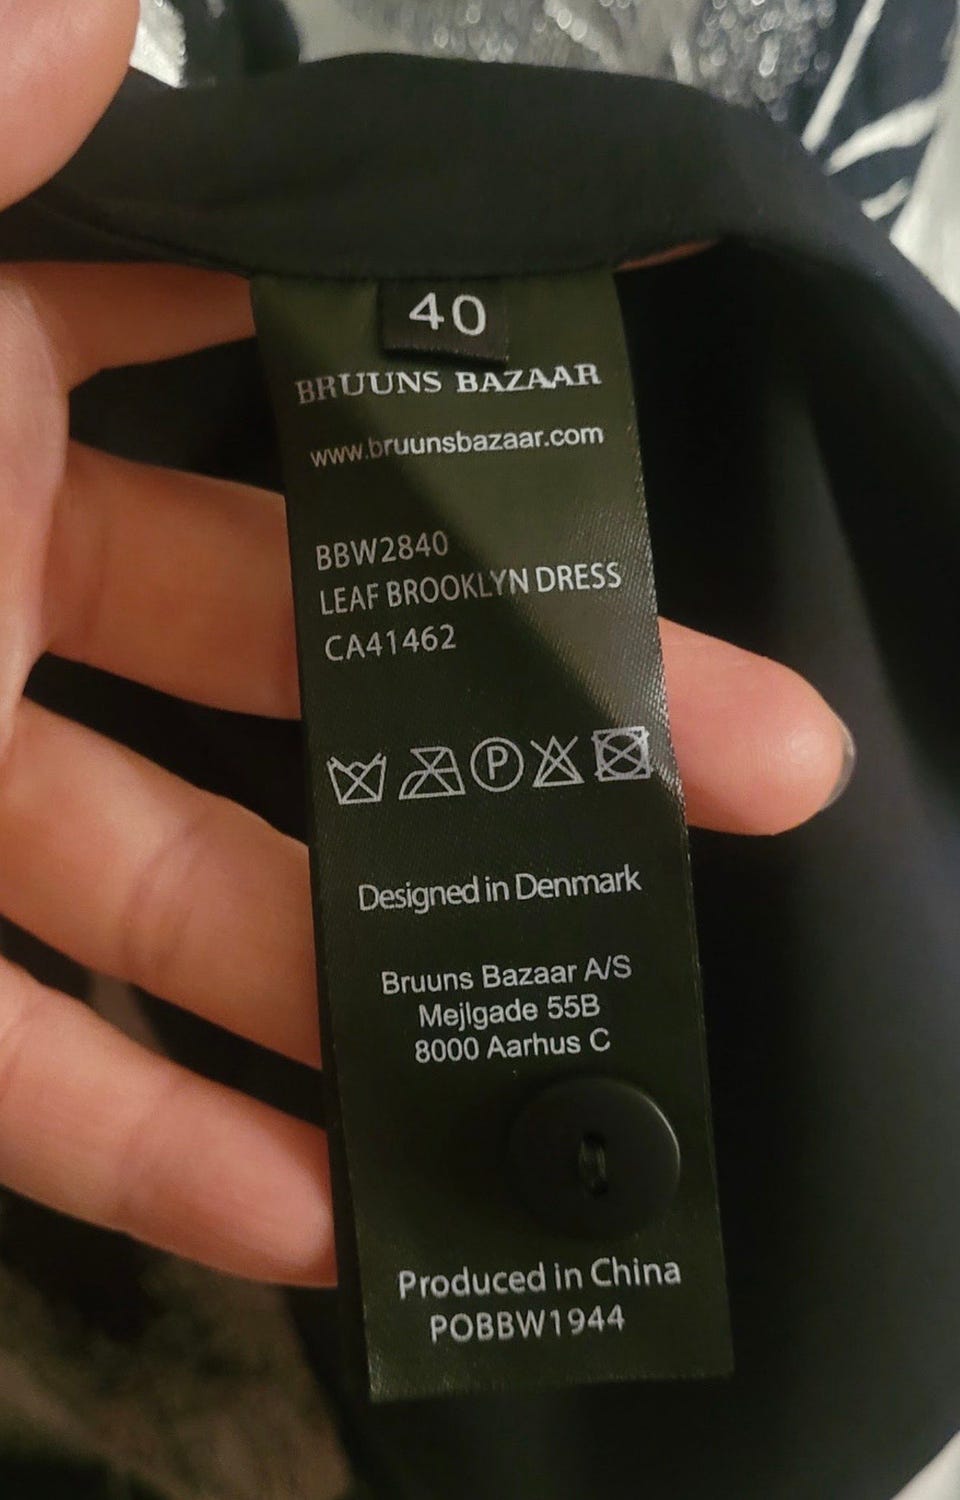 40
BRUUNS BAZAAR
www.bruunsbazaar.com
BBW2840
LEAF BROOKLYN DRESS
CA41462
P
Designed in Denmark
Bruuns Bazaar A/S
Mejlgade 55B
8000 Aarhus C
Produced in China
POBBW1944